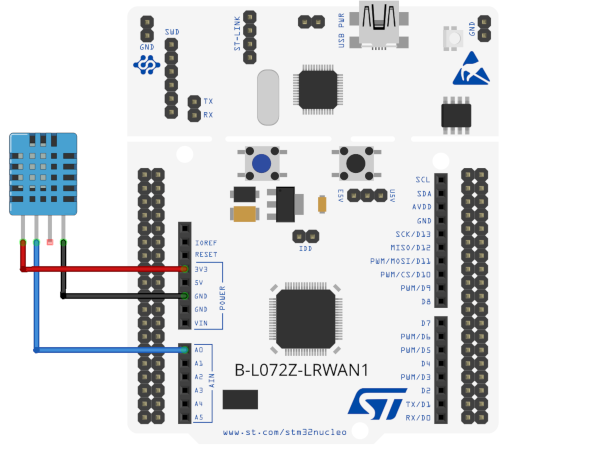 GND
SWD
ST-LINK
USB PWR
GND
TX
RX
E5V
U5V
IDD
IOREF
RESET
3V3
5V
GND
GND
VIN
POWER
A0
A1
A2
A3
A4
A5
AIN
SCL
SDA
AVDD
GND
SCK/D13
MISO/D12
PWM/MOSI/D11
PWM/CS/D10
PWM/D9
D8
D7
PWM/D6
PWM/D5
D4
PWM/D3
D2
TX/D1
RX/D0
B-L072Z-LRWAN1
ST
www.st.com/stm32nucleo